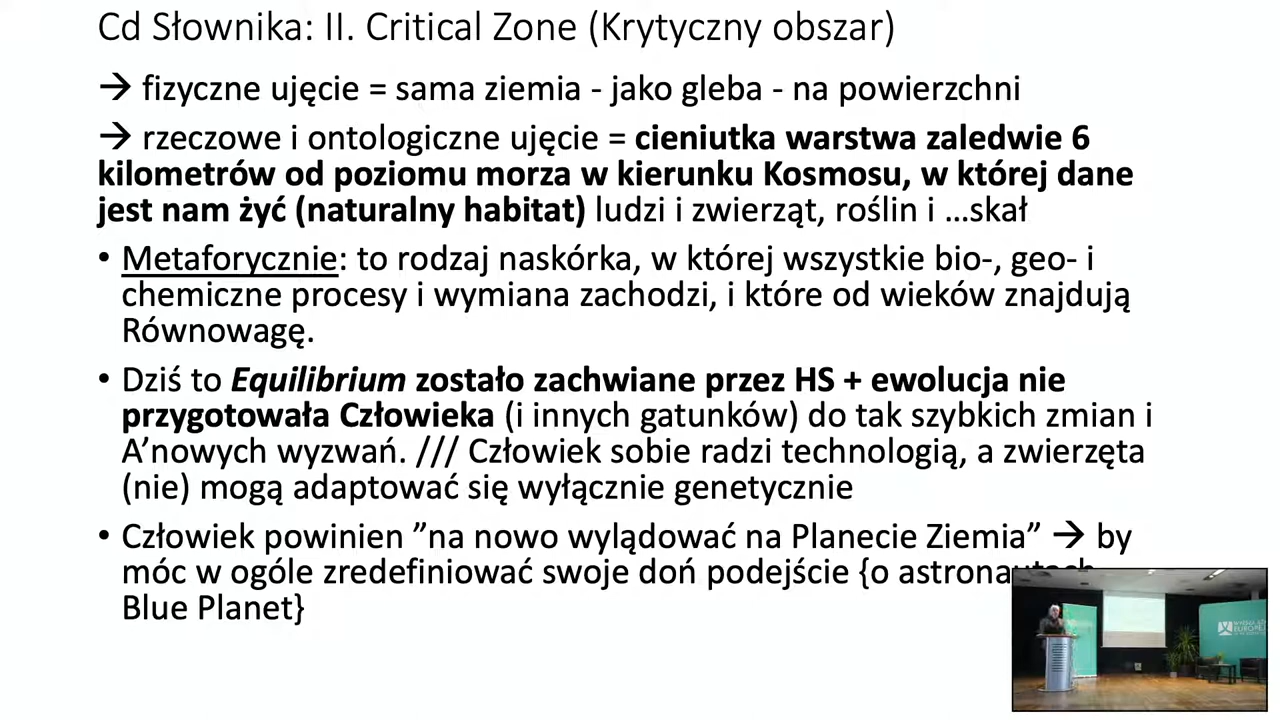 Cd Słownika: II. Critical Zone (Krytyczny obszar)
→ fizyczne ujęcie = sama ziemia - jako gleba - na powierzchni
→ rzeczowe i ontologiczne ujęcie = cieniutka warstwa zaledwie 6
kilometrów od poziomu morza w kierunku Kosmosu, w której dane
jest nam żyć (naturalny habitat) ludzi i zwierząt, roślin i …skał
• Metaforycznie: to rodzaj naskórka, w której wszystkie bio-, geo- i
chemiczne procesy i wymiana zachodzi, i które od wieków znajdują
Równowagę.
• Dziś to Equilibrium zostało zachwiane przez HS + ewolucja nie
przygotowała Człowieka (i innych gatunków) do tak szybkich zmian i
A’nowych wyzwań. /// Człowiek sobie radzi technologią, a zwierzęta
(nie) mogą adaptować się wyłącznie genetycznie
• Człowiek powinien ”na nowo wylądować na Planecie Ziemia” → by
móc w ogóle zredefiniować swoje doń podejście {o astronautach
Blue Planet}